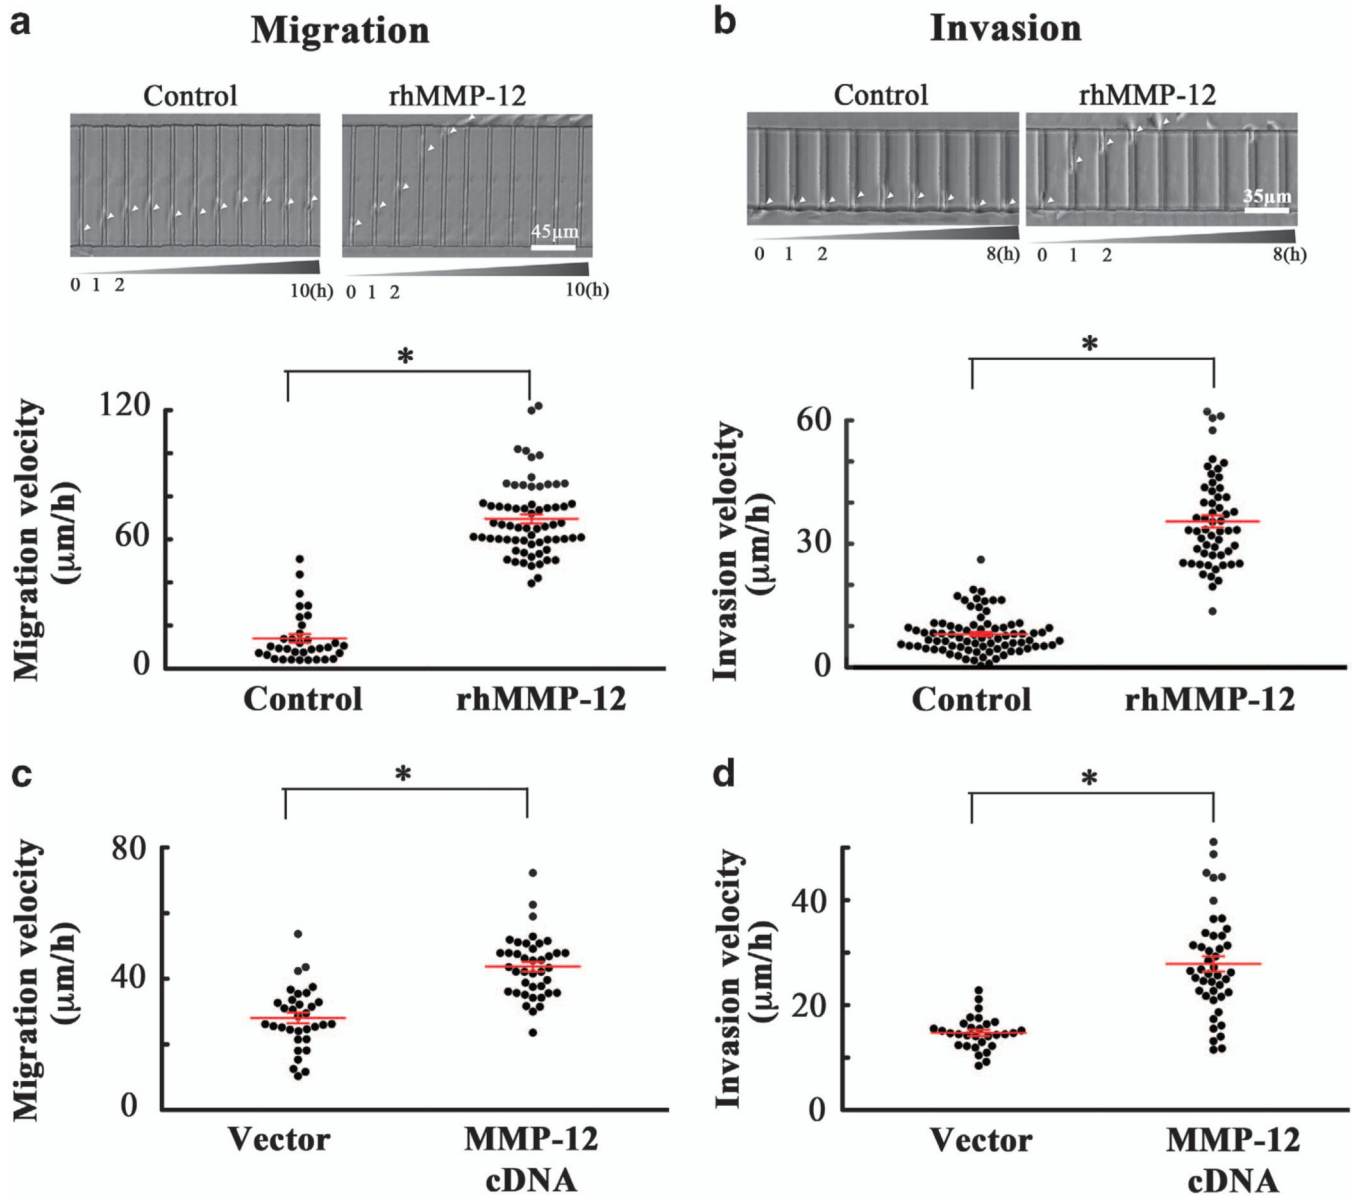 a
Migration
Control
rhMMP-12
45μm
0 1 2 10(h)
0 1 2 10(h)
*
Migration velocity
(μm/h)
120
60
0
Control
rhMMP-12
b
Invasion
Control
rhMMP-12
35μm
0 1 2 8(h)
0 1 2 8(h)
*
Invasion velocity
(μm/h)
60
30
0
Control
rhMMP-12
c
*
Migration velocity
(μm/h)
80
40
0
Vector
MMP-12
cDNA
d
*
Invasion velocity
(μm/h)
40
20
0
Vector
MMP-12
cDNA